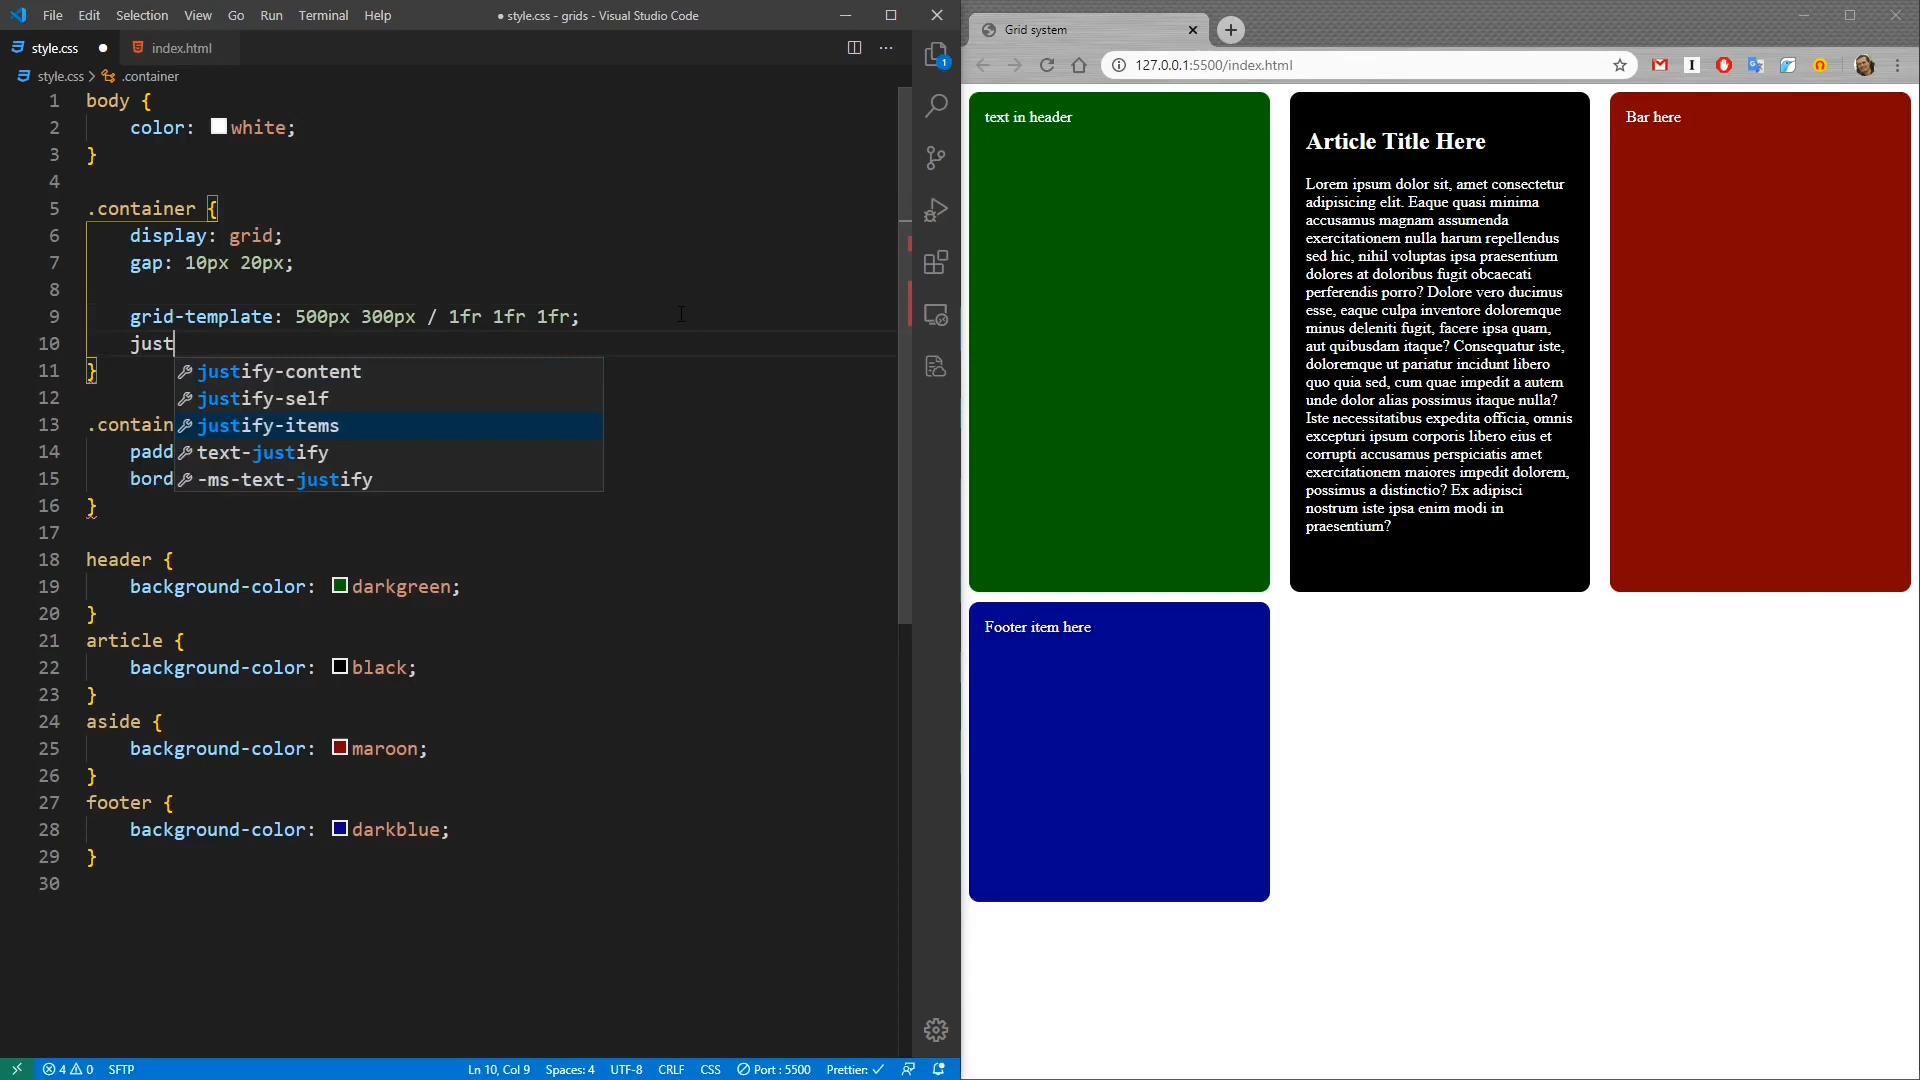 File Edit Selection View Go Run Terminal Help ● style.css - grids - Visual Studio Code
style.css ● index.html
style.css > .container
1 body {
2 color: white;
3 }
4
5 .container {
6 display: grid;
7 gap: 10px 20px;
8
9 grid-template: 500px 300px / 1fr 1fr 1fr;
10 just
justify-content
justify-self
justify-items
text-justify
-ms-text-justify
11 }
12
13 .contain
14 padd
15 bord
16 }
17
18 header {
19 background-color: darkgreen;
20 }
21 article {
22 background-color: black;
23 }
24 aside {
25 background-color: maroon;
26 }
27 footer {
28 background-color: darkblue;
29 }
30
1
4 0 SFTP Ln 10, Col 9 Spaces: 4 UTF-8 CRLF CSS Port : 5500 Prettier: ✓
Grid system
127.0.0.1:5500/index.html
text in header
Article Title Here
Lorem ipsum dolor sit, amet consectetur
adipisicing elit. Eaque quasi minima
accusamus magnam assumenda
exercitationem nulla harum repellendus
sed hic, nihil voluptas ipsa praesentium
dolores at doloribus fugit obcaecati
perferendis porro? Dolore vero ducimus
esse, eaque culpa inventore doloremque
minus deleniti fugit, facere ipsa quam,
aut quibusdam itaque? Consequatur iste,
doloremque ut pariatur incidunt libero
quo quia sed, cum quae impedit a autem
unde dolor alias possimus itaque nulla?
Iste necessitatibus expedita officia, omnis
excepturi ipsum corporis libero eius et
corrupti accusamus perspiciatis amet
exercitationem maiores impedit dolorem,
possimus a distinctio? Ex adipisci
nostrum iste ipsa enim modi in
praesentium?
Bar here
Footer item here